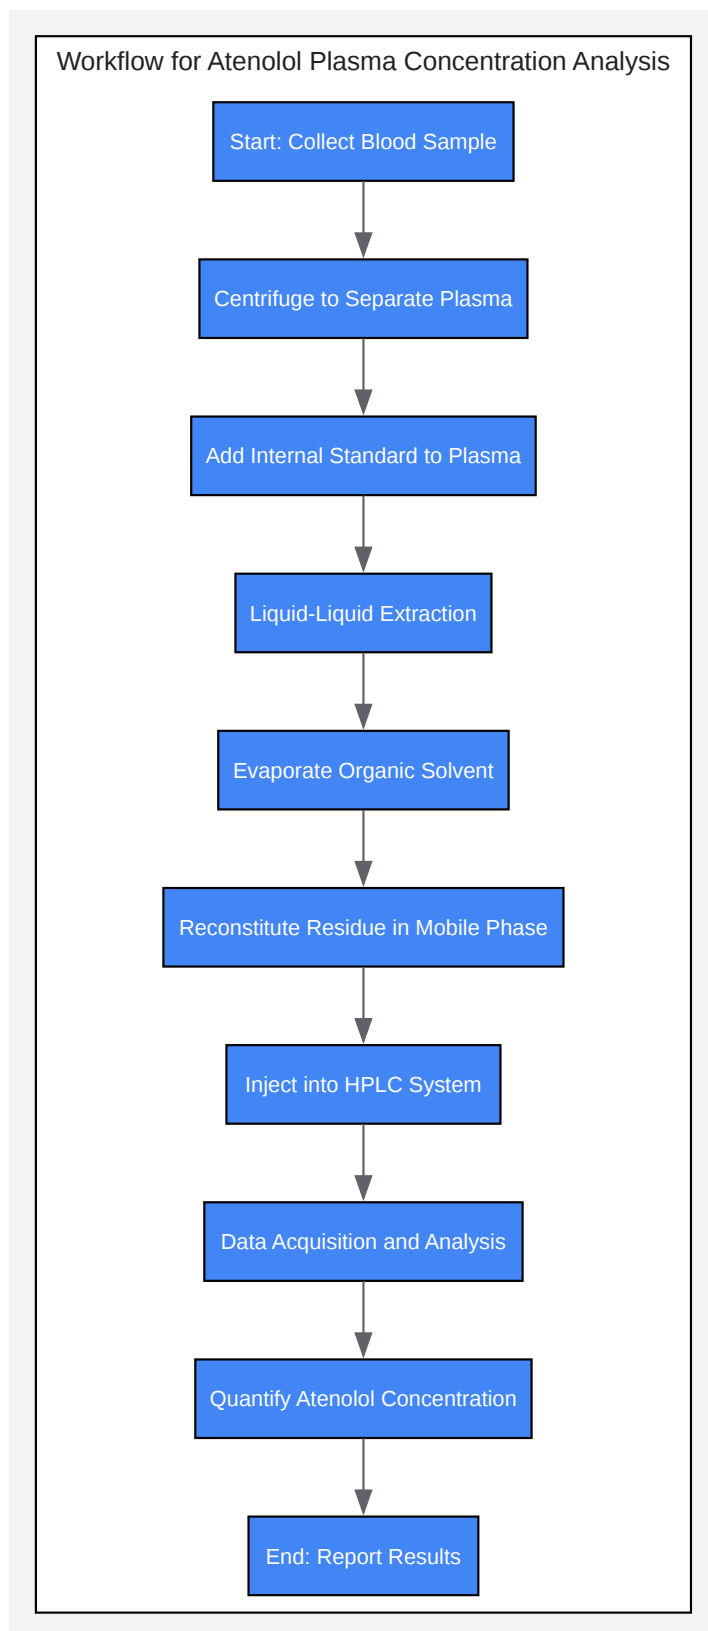 Workflow for Atenolol Plasma Concentration Analysis
Start: Collect Blood Sample
Centrifuge to Separate Plasma
Add Internal Standard to Plasma
Liquid-Liquid Extraction
Evaporate Organic Solvent
Reconstitute Residue in Mobile Phase
Inject into HPLC System
Data Acquisition and Analysis
Quantify Atenolol Concentration
End: Report Results